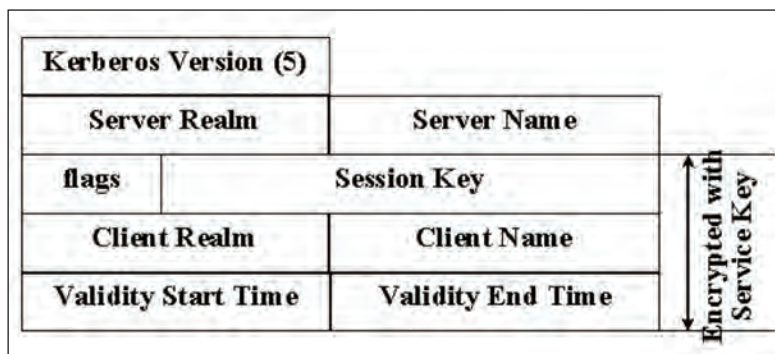 Kerberos Version (5)
Server Realm
Server Name
flags
Session Key
Client Realm
Client Name
Validity Start Time
Validity End Time
Encrypted with
Service Key